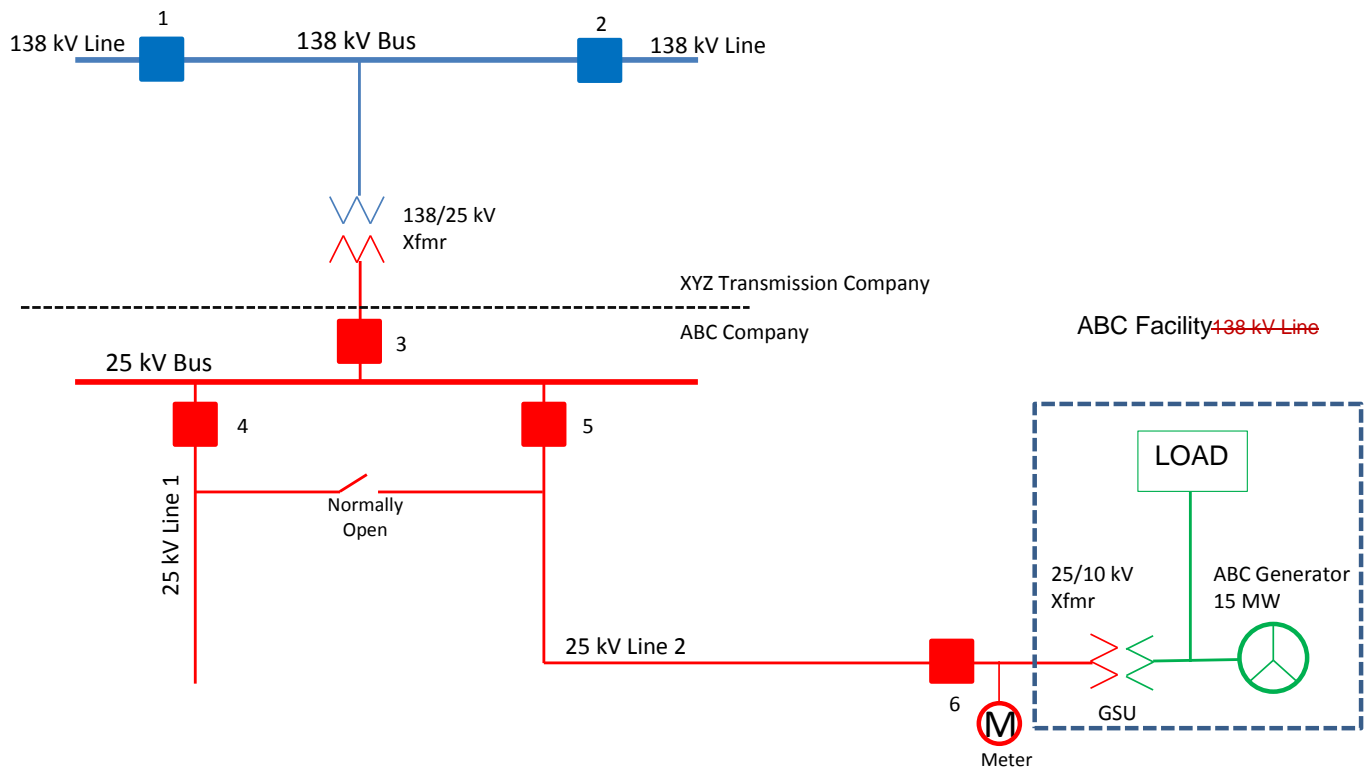 1
2
138 kV Line
138 kV Bus
138 kV Line
138/25 kV
Xfmr
XYZ Transmission Company
ABC Company
ABC Facility138 kV Line
3
25 kV Bus
4
5
LOAD
Normally
Open
25 kV Line 1
25/10 kV
Xfmr
ABC Generator
15 MW
25 kV Line 2
6
GSU
M
Meter